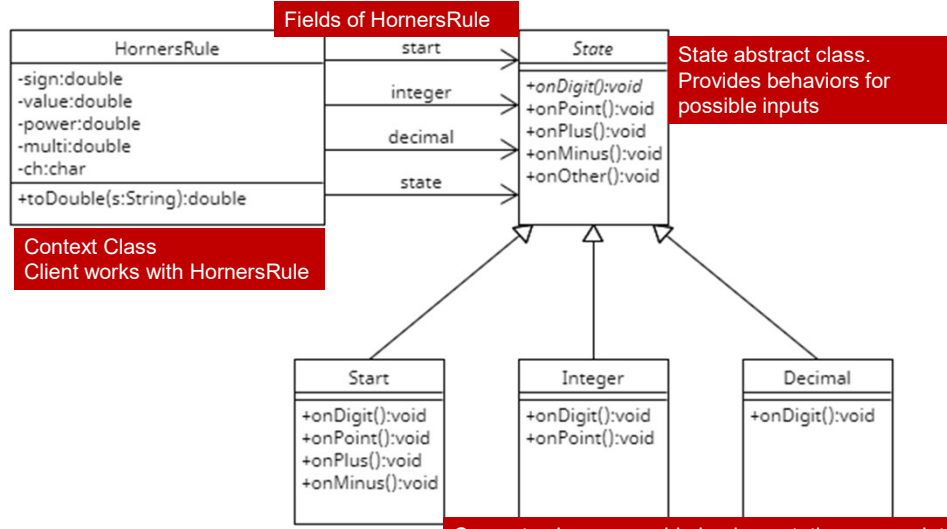 Fields of HornersRule
HornersRule
-sign:double
-value:double
-power:double
-multi:double
-ch:char
+toDouble(s:String):double
start
integer
decimal
state
State
+onDigit():void
+onPoint():void
+onPlus():void
+onMinus():void
+onOther():void
State abstract class.
Provides behaviors for
possible inputs
Context Class
Client works with HornersRule
Start
+onDigit():void
+onPoint():void
+onPlus():void
+onMinus():void
Integer
+onDigit():void
+onPoint():void
Decimal
+onDigit():void